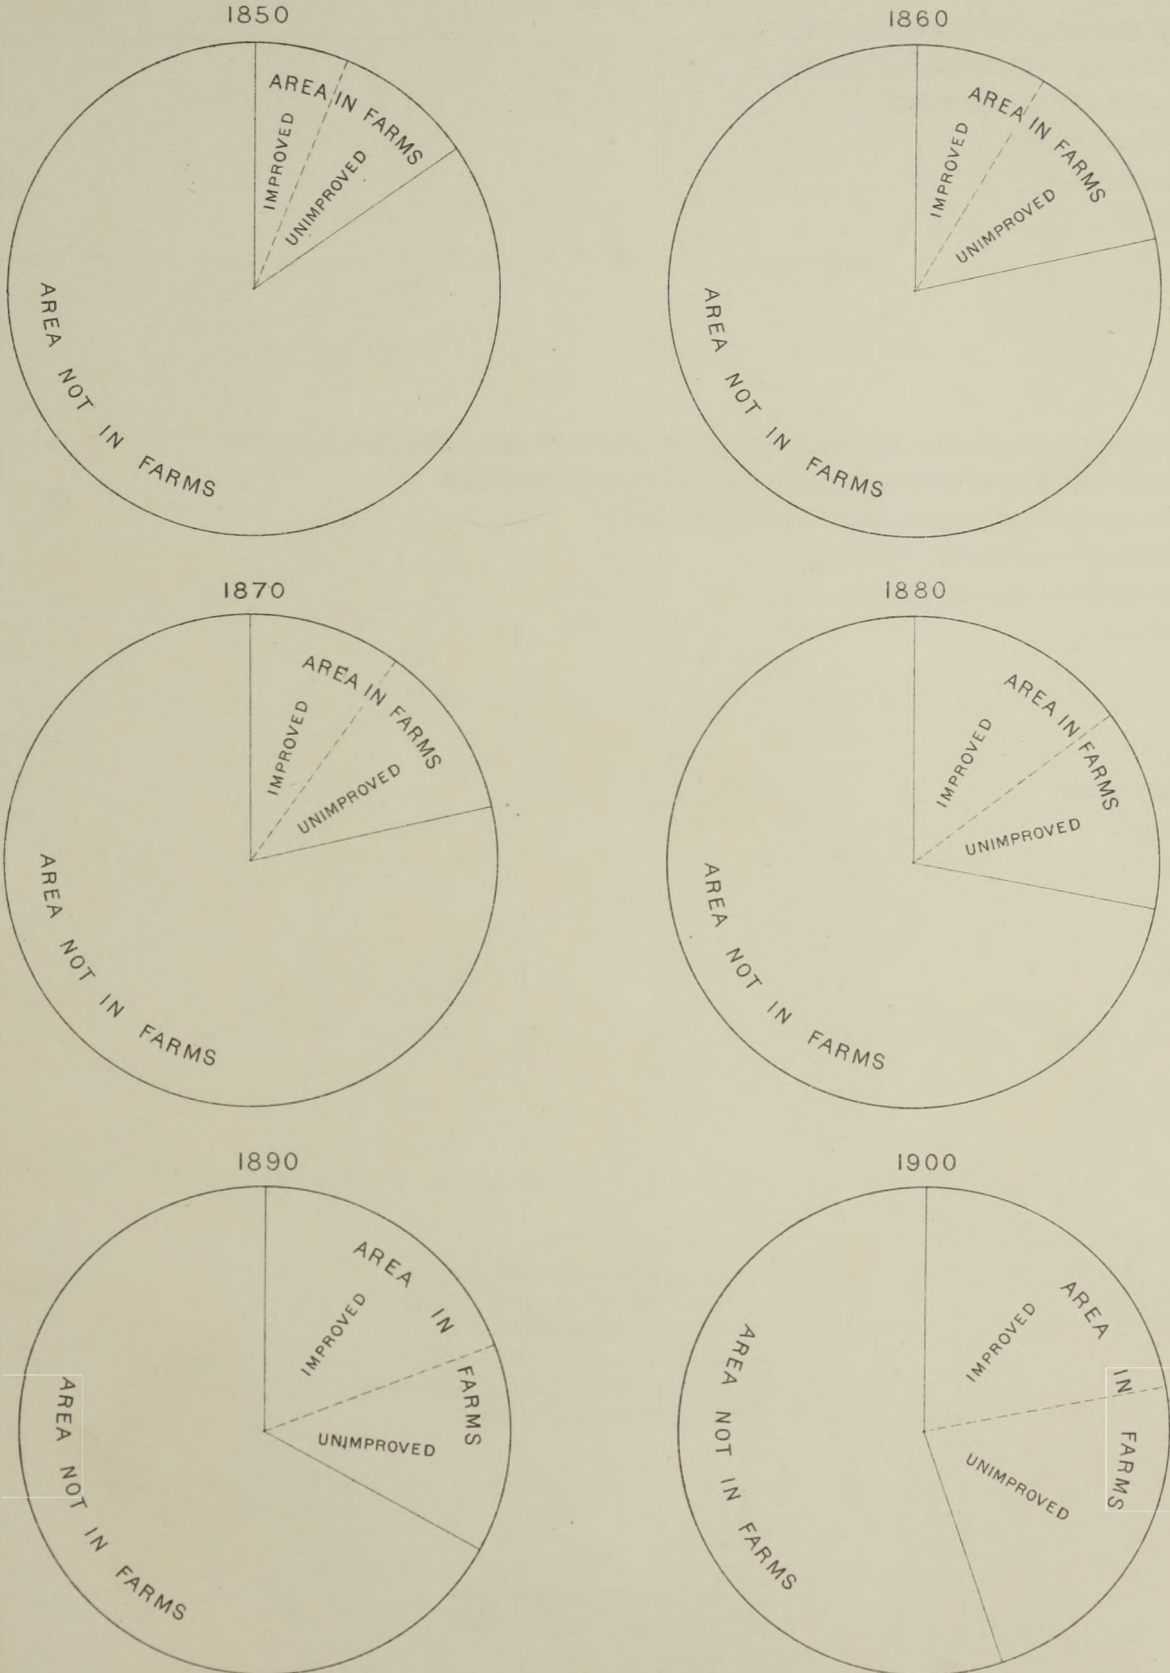 1850
AREA IN FARMS
IMPROVED
UNIMPROVED
AREA NOT IN FARMS
1860
AREA IN FARMS
IMPROVED
UNIMPROVED
AREA NOT IN FARMS
1870
AREA IN FARMS
IMPROVED
UNIMPROVED
AREA NOT IN FARMS
1880
AREA IN FARMS
IMPROVED
UNIMPROVED
AREA NOT IN FARMS
1890
AREA IN FARMS
IMPROVED
UNIMPROVED
AREA NOT IN FARMS
1900
AREA IN FARMS
IMPROVED
UNIMPROVED
AREA NOT IN FARMS